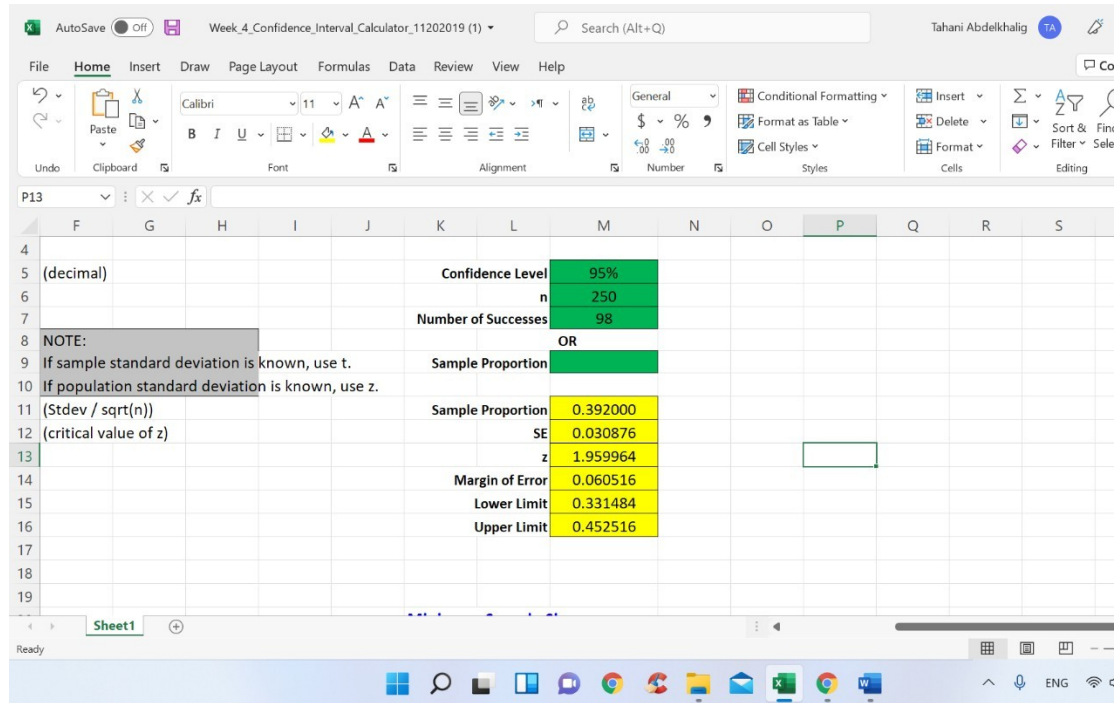 AutoSave Off Week_4_Confidence_Interval_Calculator_11202019 (1) Search (Alt+Q) Tahani Abdelkhalig TA
File Home Insert Draw Page Layout Formulas Data Review View Help Co
Calibri 11 A^ A˅ ab General Conditional Formatting Insert
Paste B I U A $ % 9 Format as Table Delete Sort & Find
Cell Styles Format Filter Sele
Undo Clipboard Font Alignment Number Styles Cells Editing
P13 fx
F G H I J K L M N O P Q R S
4
5 (decimal) Confidence Level 95%
6 n 250
7 Number of Successes 98
8 NOTE: OR
9 If sample standard deviation is known, use t. Sample Proportion
10 If population standard deviation is known, use z.
11 (Stdev / sqrt(n)) Sample Proportion 0.392000
12 (critical value of z) SE 0.030876
13 z 1.959964
14 Margin of Error 0.060516
15 Lower Limit 0.331484
16 Upper Limit 0.452516
17
18
19
Sheet1
Ready
ENG